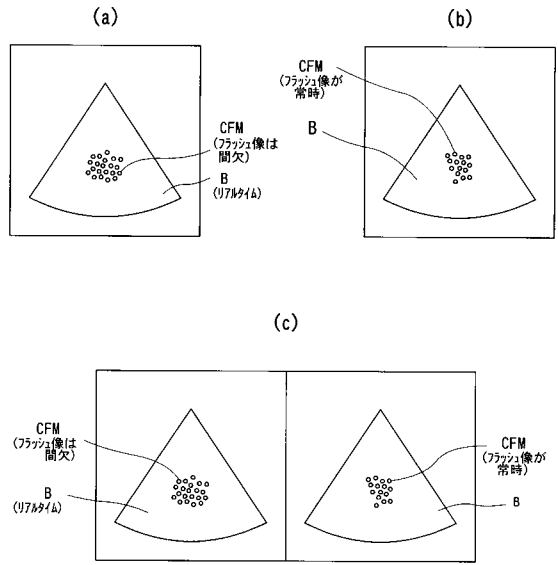 (a)
CFM
(フラッシュ像は
間欠)
B
(リアルタイム)
(b)
CFM
(フラッシュ像が
常時)
B
(c)
CFM
(フラッシュ像は
間欠)
B
(リアルタイム)
CFM
(フラッシュ像が
常時)
B